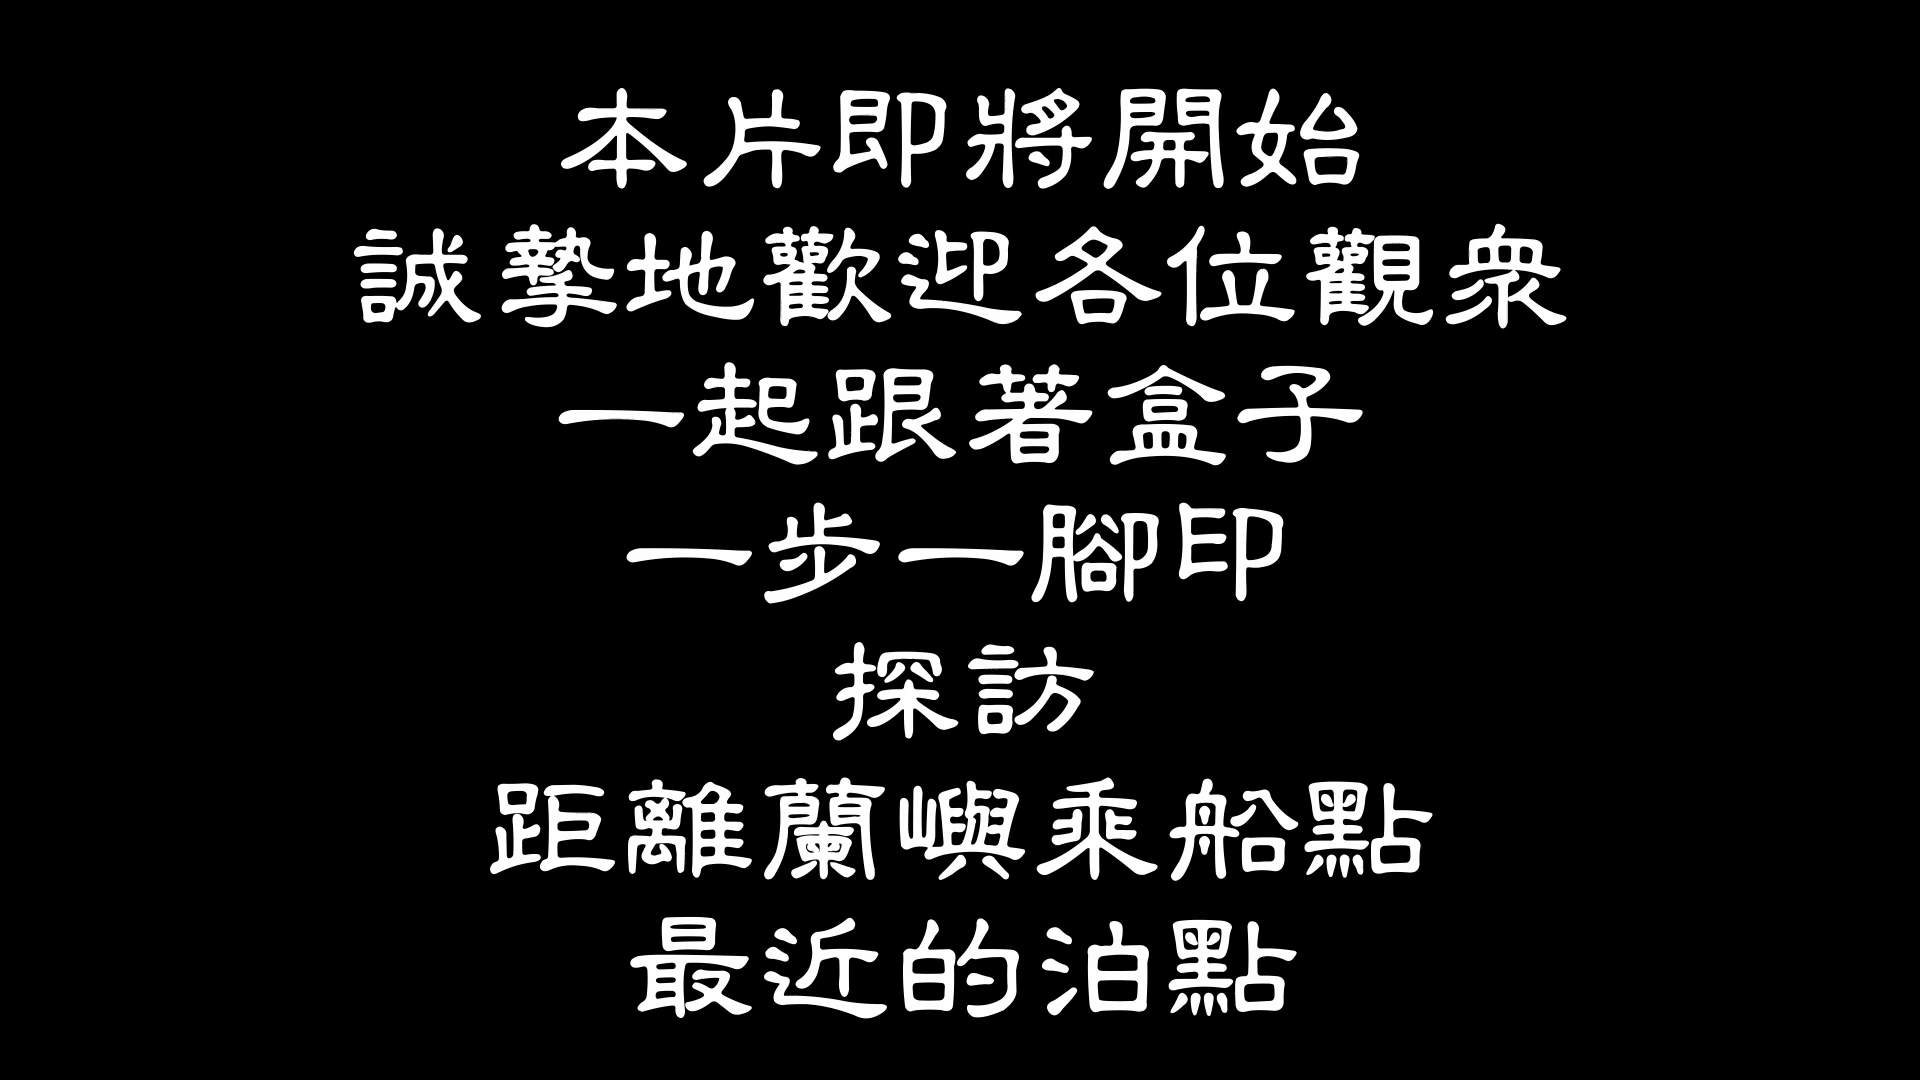 本片即將開始
誠摯地歡迎各位觀眾
一起跟著盒子
一步一腳印
探訪
距離蘭嶼乘船點
最近的泊點